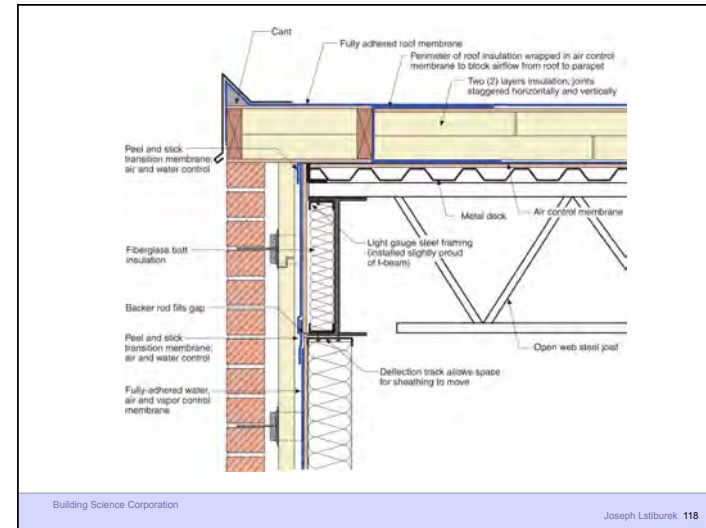 Cant
Fully adhered roof membrane
Perimeter of roof insulation wrapped in air control
membrane to block airflow from roof to parapet
Two (2) layers insulation; joints
staggered horizontally and vertically
Peel and stick
transition membrane;
air and water control
Metal deck
Air control membrane
Fiberglass batt
insulation
Light gauge steel framing
(installed slightly proud
of I-beam)
Backer rod fills gap
Peel and stick
transition membrane;
air and water control
Open web steel joist
Deflection track allows space
for sheathing to move
Fully-adhered water,
air and vapor control
membrane
Building Science Corporation
Joseph Lstiburek 118